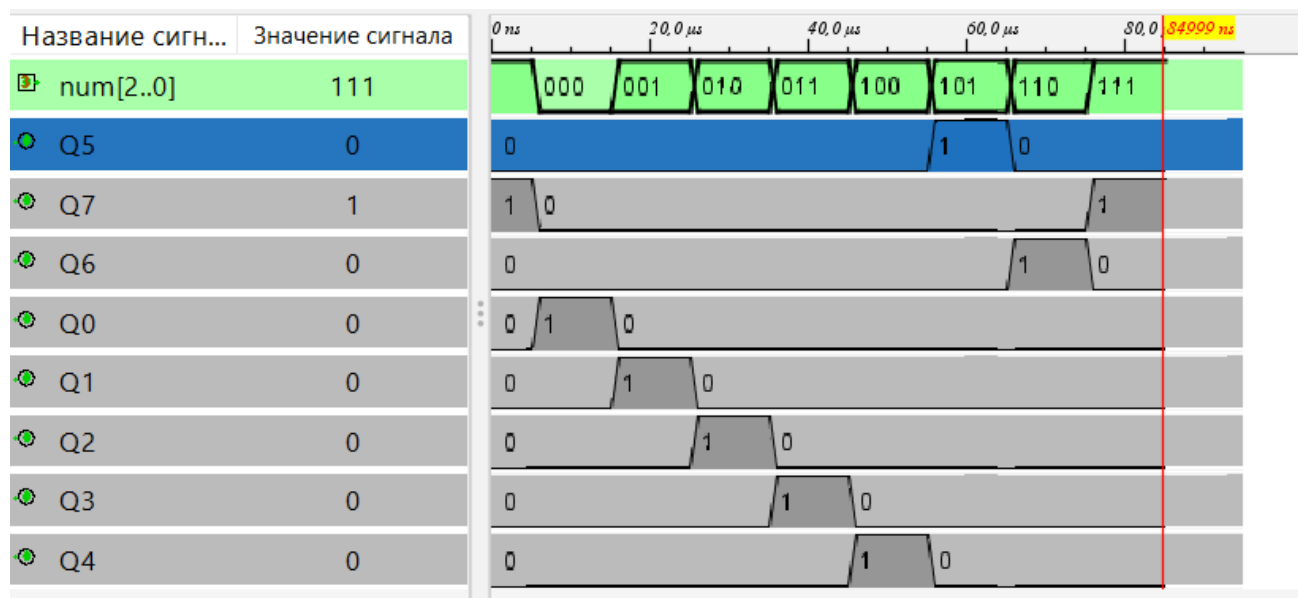 Название сигн... Значение сигнала 0 ns 20,0 µs 40,0 µs 60,0 µs 80,0 84999 ns
num[2..0] 111 000 001 010 011 100 101 110 111
Q5 0 0 1 0
Q7 1 1 0 1
Q6 0 0 1 0
Q0 0 0 1 0
Q1 0 0 1 0
Q2 0 0 1 0
Q3 0 0 1 0
Q4 0 0 1 0